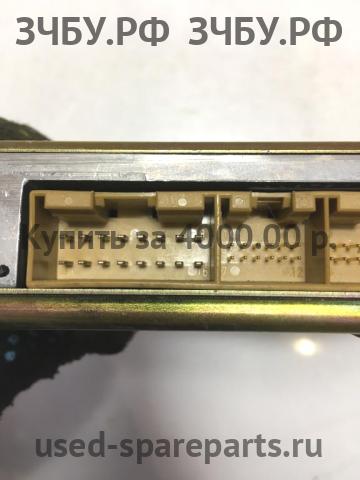 ЗЧБУ.РФ ЗЧБУ.РФ
Купить за 4000.00 р.
used-spareparts.ru